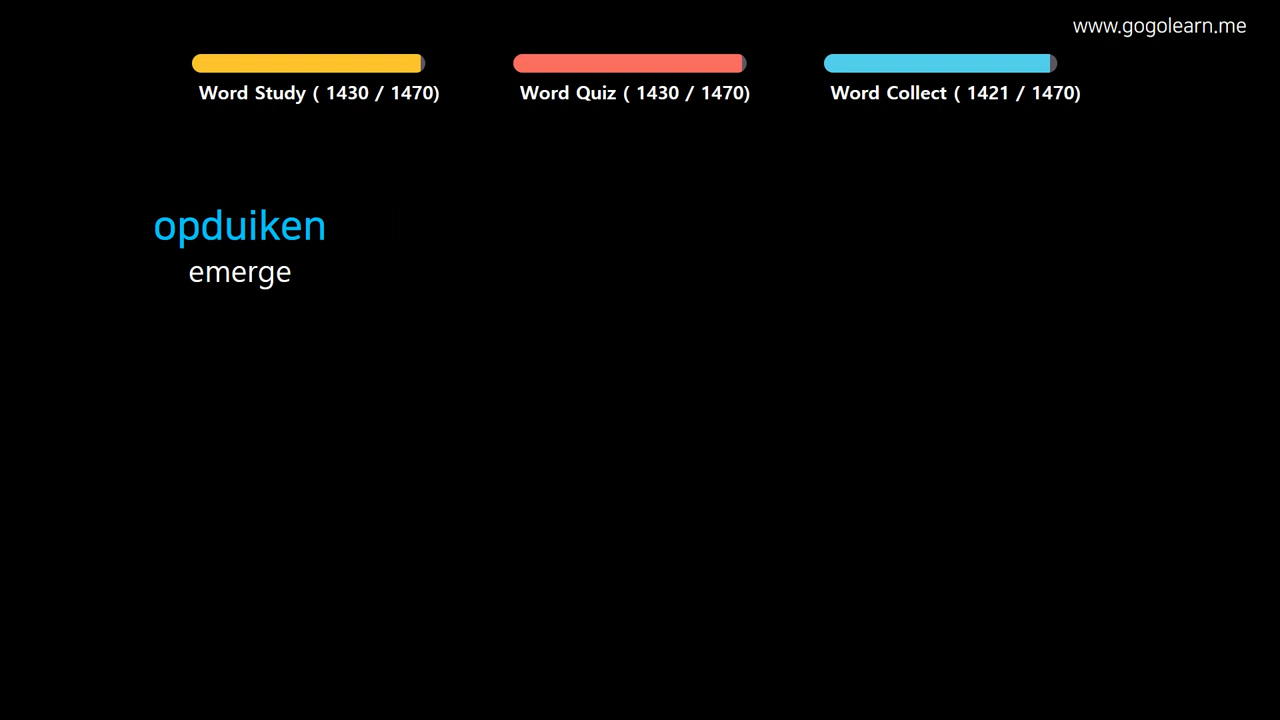 www.gogolearn.me
Word Study ( 1430 / 1470)
Word Quiz ( 1430 / 1470)
Word Collect ( 1421 / 1470)
opduiken
emerge